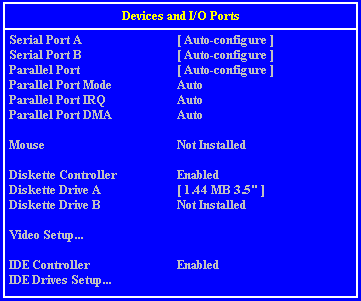 Devices and I/O Ports
Serial Port A [ Auto-configure ]
Serial Port B [ Auto-configure ]
Parallel Port [ Auto-configure ]
Parallel Port Mode Auto
Parallel Port IRQ Auto
Parallel Port DMA Auto
Mouse Not Installed
Diskette Controller Enabled
Diskette Drive A [ 1.44 MB 3.5" ]
Diskette Drive B Not Installed
Video Setup...
IDE Controller Enabled
IDE Drives Setup...